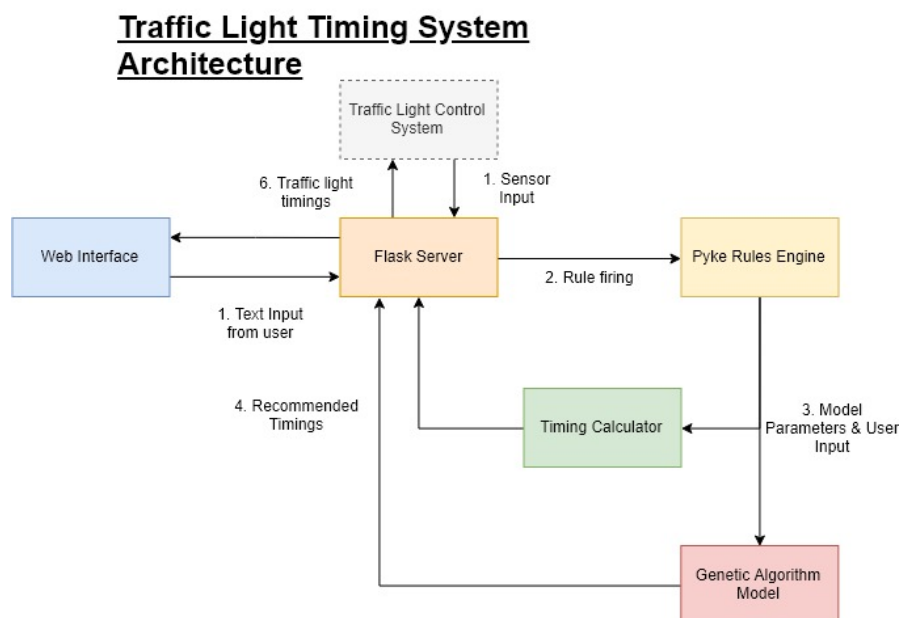 Traffic Light Timing System
Architecture
Traffic Light Control
System
6. Traffic light
timings
1. Sensor
Input
Web Interface
Flask Server
Pyke Rules Engine
2. Rule firing
1. Text Input
from user
4. Recommended
Timings
Timing Calculator
3. Model
Parameters & User
Input
Genetic Algorithm
Model